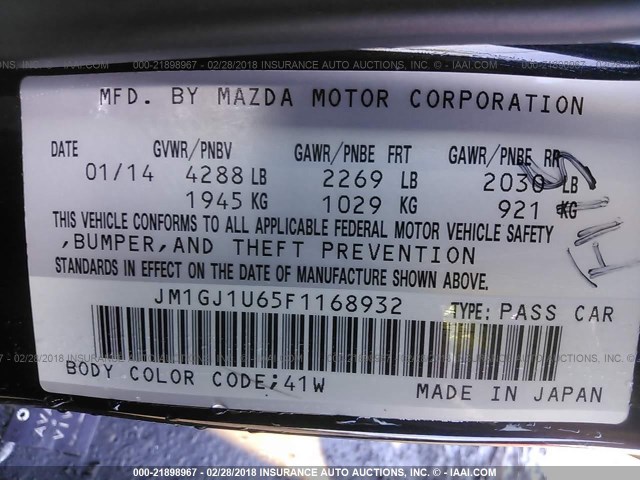 000-21898967 - 02/28/2018 INSURANCE AUTO AUCTIONS, INC. - © IAAI.COM
MFD. BY MAZDA MOTOR CORPORATION
DATE GVWR/PNBV GAWR/PNBE FRT GAWR/PNBE RR
01/14 4288 LB 2269 LB 2030 LB
1945 KG 1029 KG 921 KG
THIS VEHICLE CONFORMS TO ALL APPLICABLE FEDERAL MOTOR VEHICLE SAFETY
,BUMPER,AND THEFT PREVENTION
STANDARDS IN EFFECT ON THE DATE OF MANUFACTURE SHOWN ABOVE.
JM1GJ1U65F1168932 TYPE: PASS CAR
BODY COLOR CODE;41W MADE IN JAPAN
000-21898967 - 02/28/2018 INSURANCE AUTO AUCTIONS, INC. - © IAAI.COM